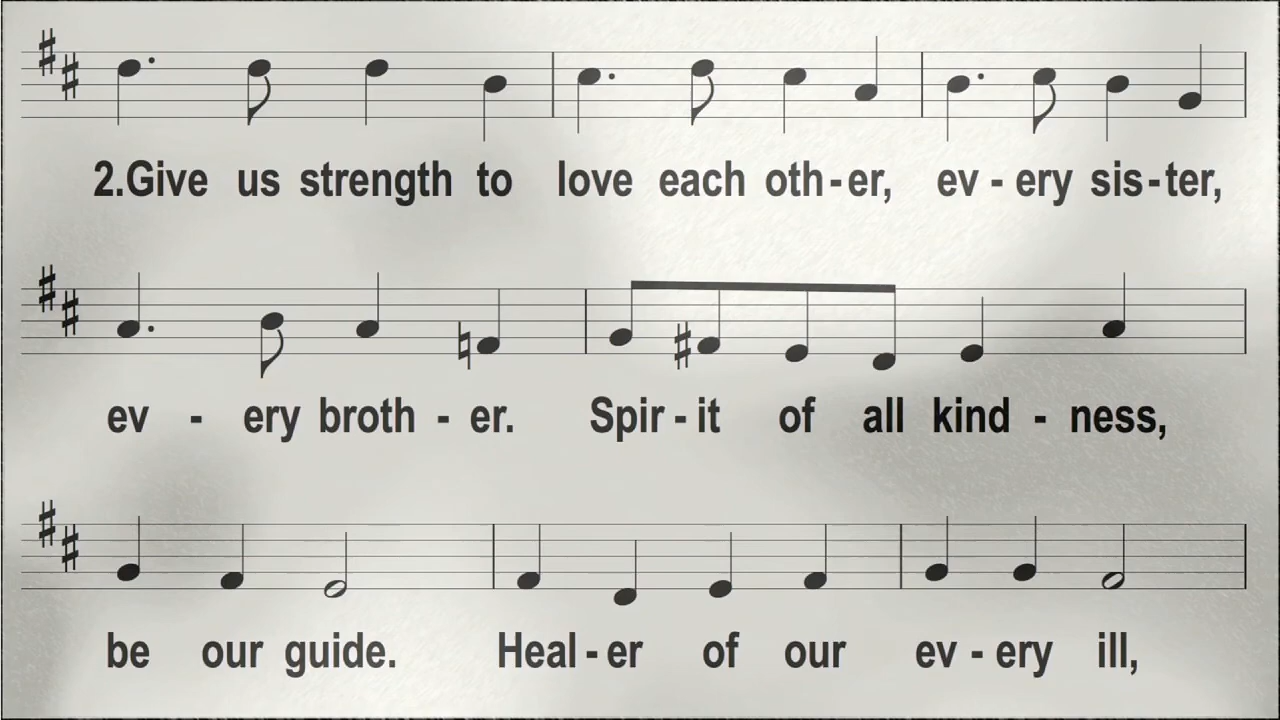 2.Give us strength to love each oth-er, ev - ery sis-ter,
ev - ery broth - er. Spir - it of all kind - ness,
be our guide. Heal - er of our ev - ery ill,